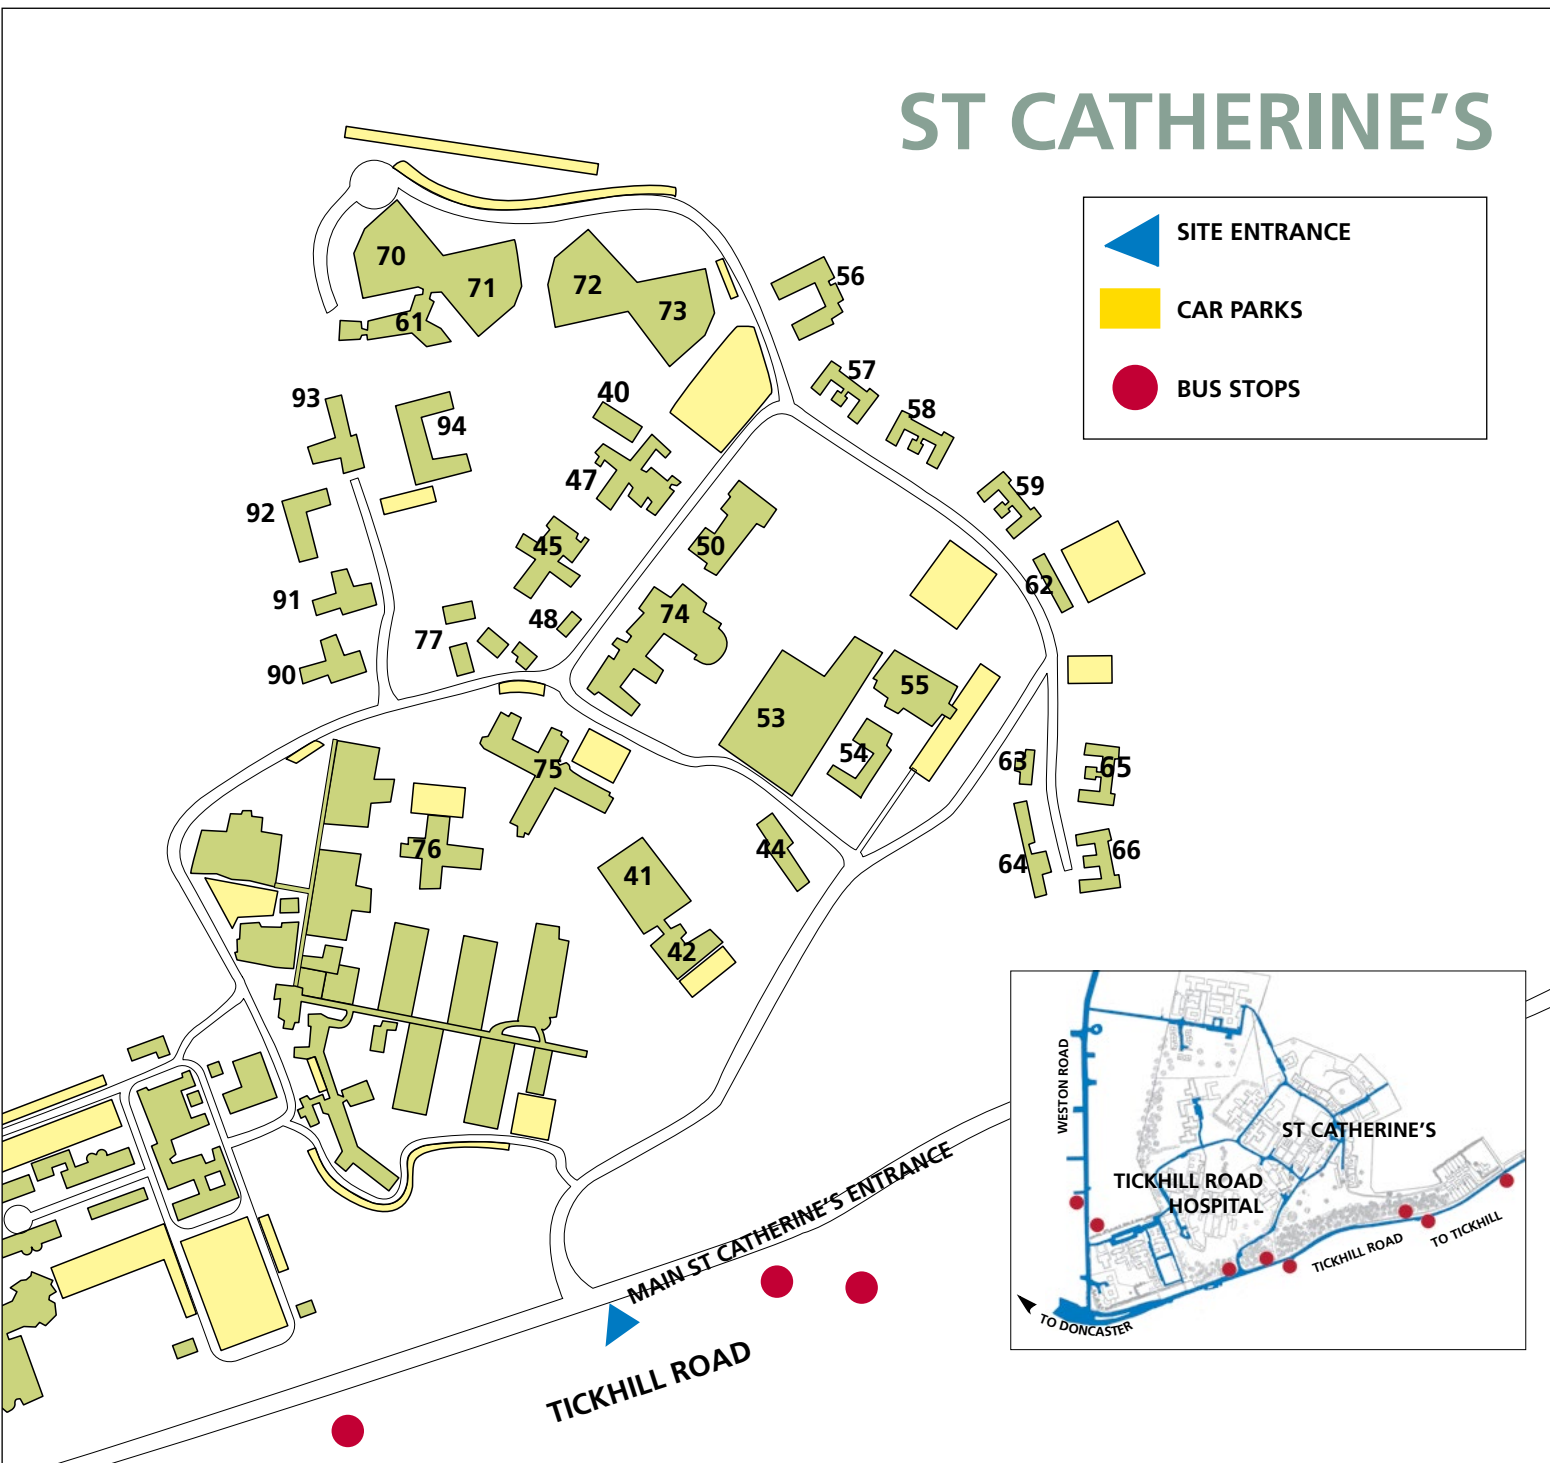 ST CATHERINE'S
SITE ENTRANCE
CAR PARKS
BUS STOPS
70
71
72
73
61
56
57
58
59
93
94
40
47
92
45
50
62
91
48
74
77
90
53
55
54
63
65
75
76
44
64
66
41
42
MAIN ST CATHERINE'S ENTRANCE
TICKHILL ROAD
WESTON ROAD
ST CATHERINE'S
TICKHILL ROAD
HOSPITAL
TICKHILL ROAD
TO TICKHILL
TO DONCASTER